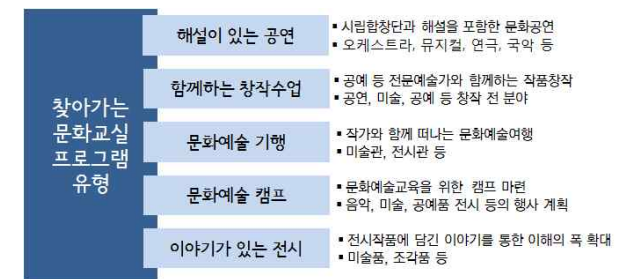 찾아가는
문화교실
프로그램
유형
해설이 있는 공연
▪ 시립합창단과 해설을 포함한 문화공연
▪ 오케스트라, 뮤지컬, 연극, 국악 등
함께하는 창작수업
▪ 공예 등 전문예술가와 함께하는 작품창작
▪ 공연, 미술, 공예 등 창작 전 분야
문화예술 기행
▪ 작가와 함께 떠나는 문화예술여행
▪ 미술관, 전시관 등
문화예술 캠프
▪ 문화예술교육을 위한 캠프 마련
▪ 음악, 미술, 공예품 전시 등의 행사 계획
이야기가 있는 전시
▪ 전시작품에 담긴 이야기를 통한 이해의 폭 확대
▪ 미술품, 조각품 등